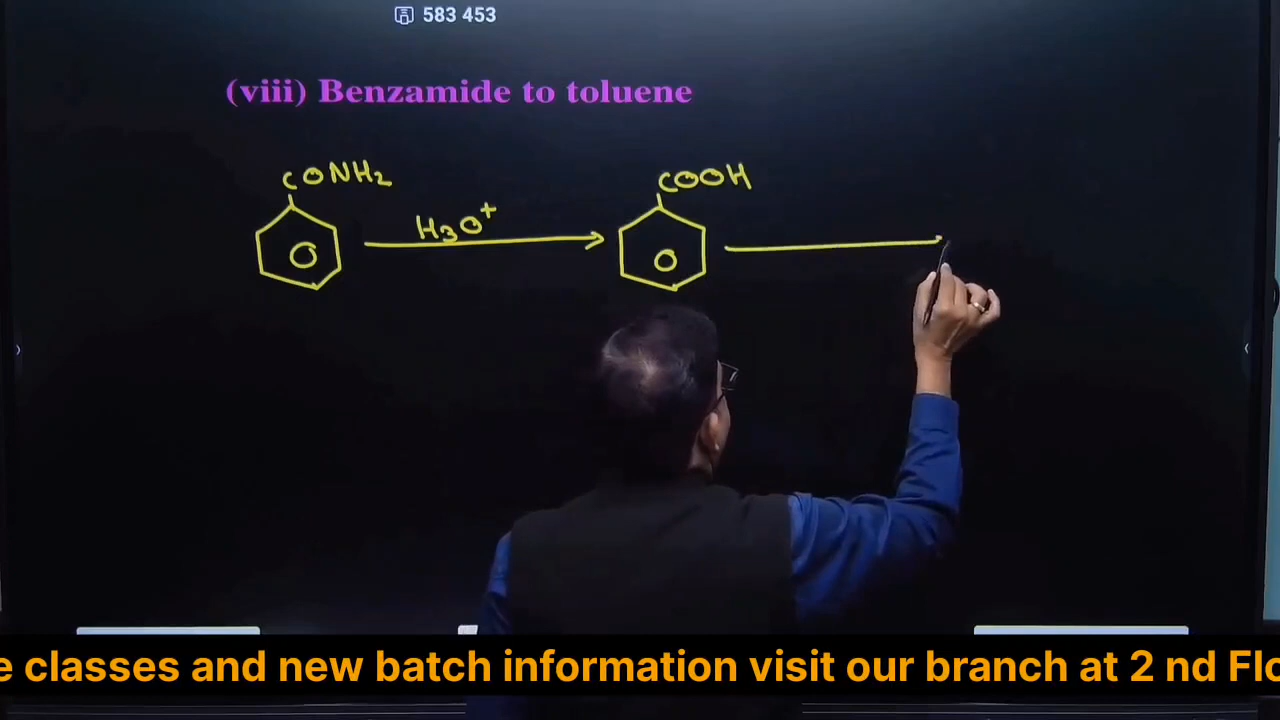 583 453
(viii) Benzamide to toluene
CONH2
H3O+
COOH
e classes and new batch information visit our branch at 2 nd Flo